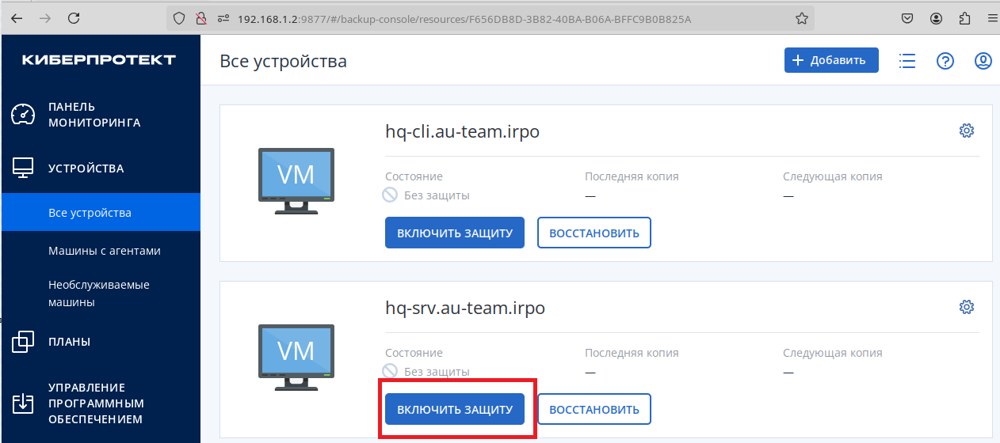 192.168.1.2:9877/#/backup-console/resources/F656DB8D-3B82-40BA-B06A-BFFC9B0B825A
КИБЕРПРОТЕКТ
Все устройства
Добавить
ПАНЕЛЬ
МОНИТОРИНГА
УСТРОЙСТВА
Все устройства
Машины с агентами
Необслуживаемые
машины
ПЛАНЫ
УПРАВЛЕНИЕ
ПРОГРАММНЫМ
ОБЕСПЕЧЕНИЕМ
VM
hq-cli.au-team.irpo
Состояние Последняя копия Следующая копия
Без защиты — —
ВКЛЮЧИТЬ ЗАЩИТУ ВОССТАНОВИТЬ
VM
hq-srv.au-team.irpo
Состояние Последняя копия Следующая копия
Без защиты — —
ВКЛЮЧИТЬ ЗАЩИТУ ВОССТАНОВИТЬ